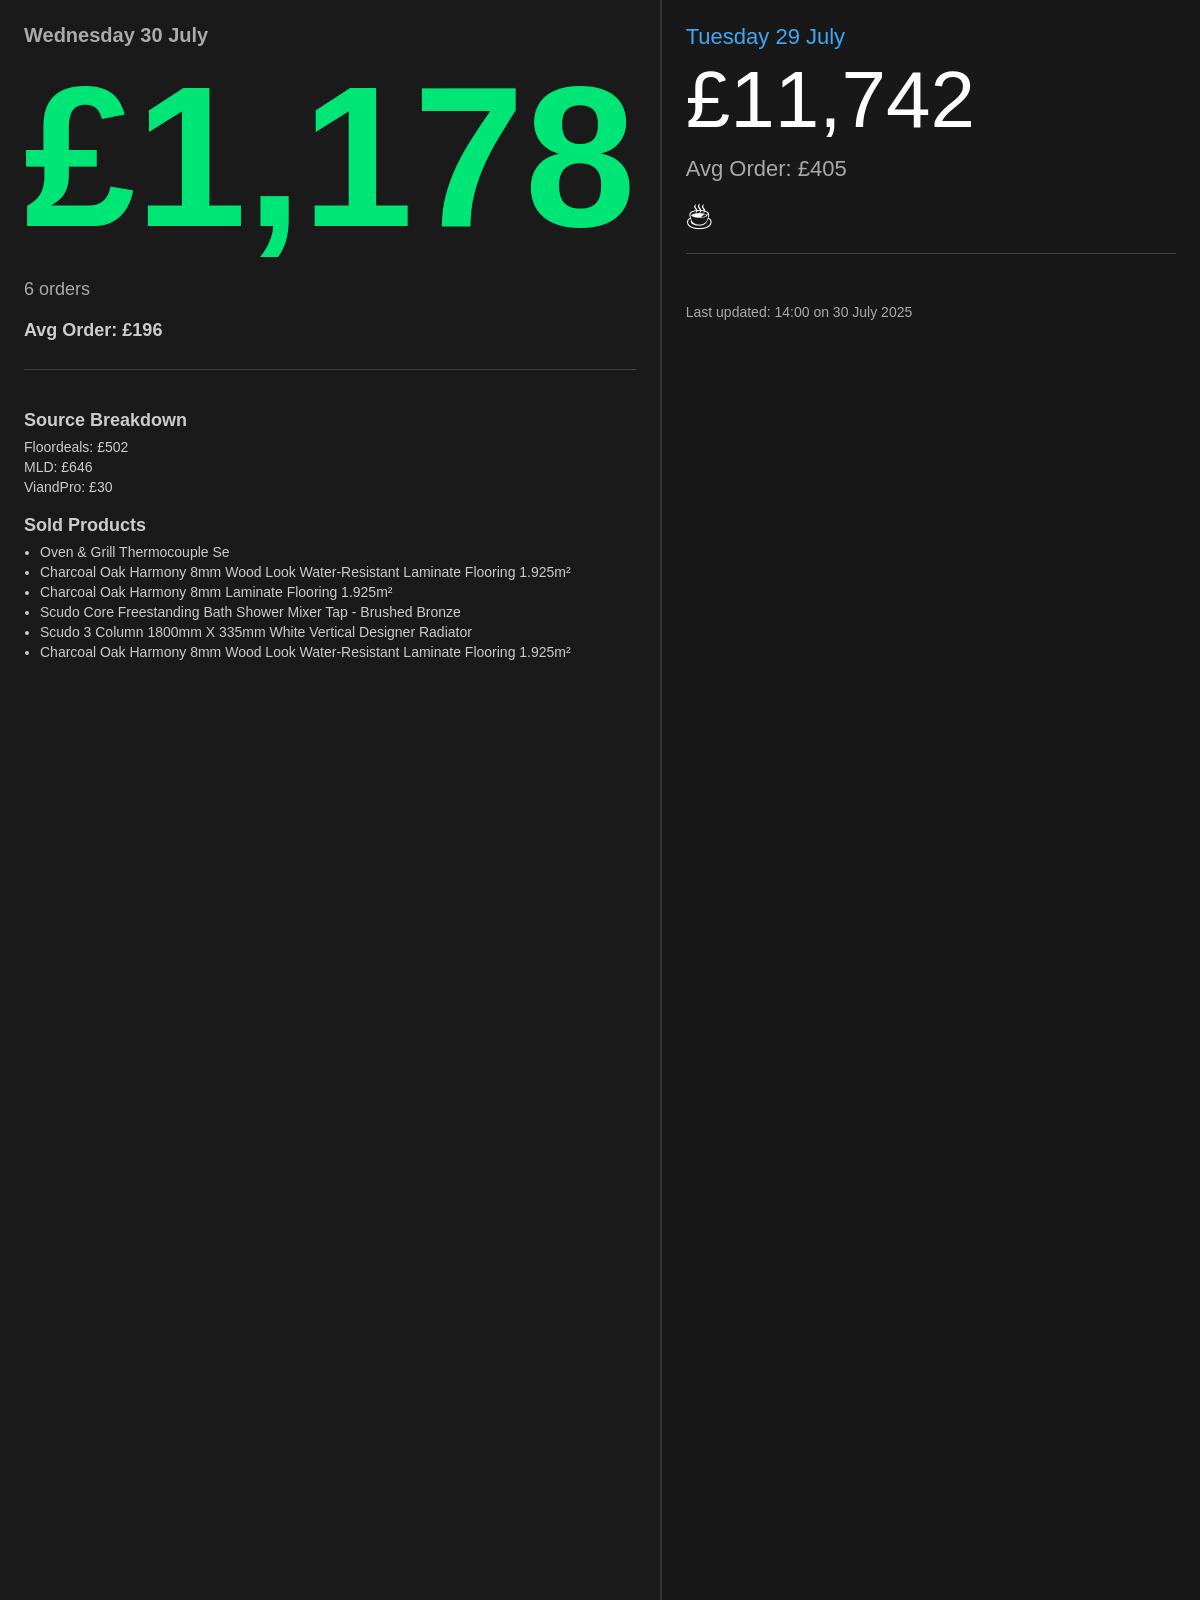 Wednesday 30 July
£1,178
6 orders
Avg Order: £196
Source Breakdown
Floordeals: £502
MLD: £646
ViandPro: £30
Sold Products
• Oven & Grill Thermocouple Se
• Charcoal Oak Harmony 8mm Wood Look Water-Resistant Laminate Flooring 1.925m²
• Charcoal Oak Harmony 8mm Laminate Flooring 1.925m²
• Scudo Core Freestanding Bath Shower Mixer Tap - Brushed Bronze
• Scudo 3 Column 1800mm X 335mm White Vertical Designer Radiator
• Charcoal Oak Harmony 8mm Wood Look Water-Resistant Laminate Flooring 1.925m²
Tuesday 29 July
£11,742
Avg Order: £405
☕
Last updated: 14:00 on 30 July 2025